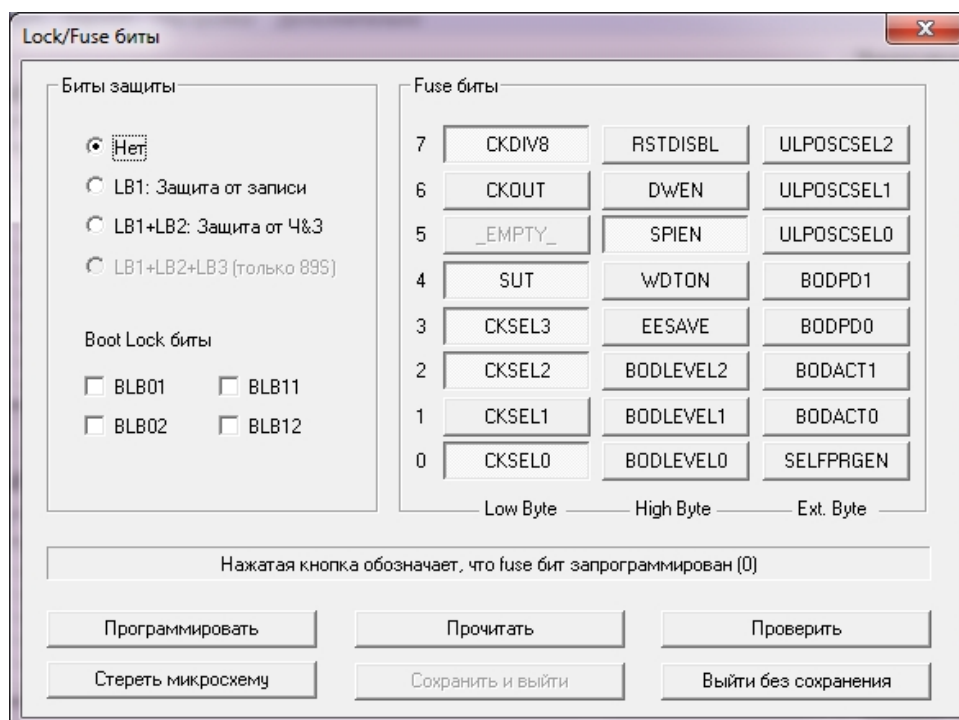 Lock/Fuse биты
Биты защиты
Нет
LB1: Защита от записи
LB1+LB2: Защита от Ч&З
LB1+LB2+LB3 (только 89S)
Boot Lock биты
BLB01 BLB11
BLB02 BLB12
Fuse биты
7 CKDIV8 RSTDISBL ULPOSCSEL2
6 CKOUT DWEN ULPOSCSEL1
5 _EMPTY_ SPIEN ULPOSCSEL0
4 SUT WDTON BODPD1
3 CKSEL3 EESAVE BODPD0
2 CKSEL2 BODLEVEL2 BODACT1
1 CKSEL1 BODLEVEL1 BODACT0
0 CKSEL0 BODLEVEL0 SELFPRGEN
Low Byte High Byte Ext. Byte
Нажатая кнопка обозначает, что fuse бит запрограммирован (0)
Программировать Прочитать Проверить
Стереть микросхему Сохранить и выйти Выйти без сохранения